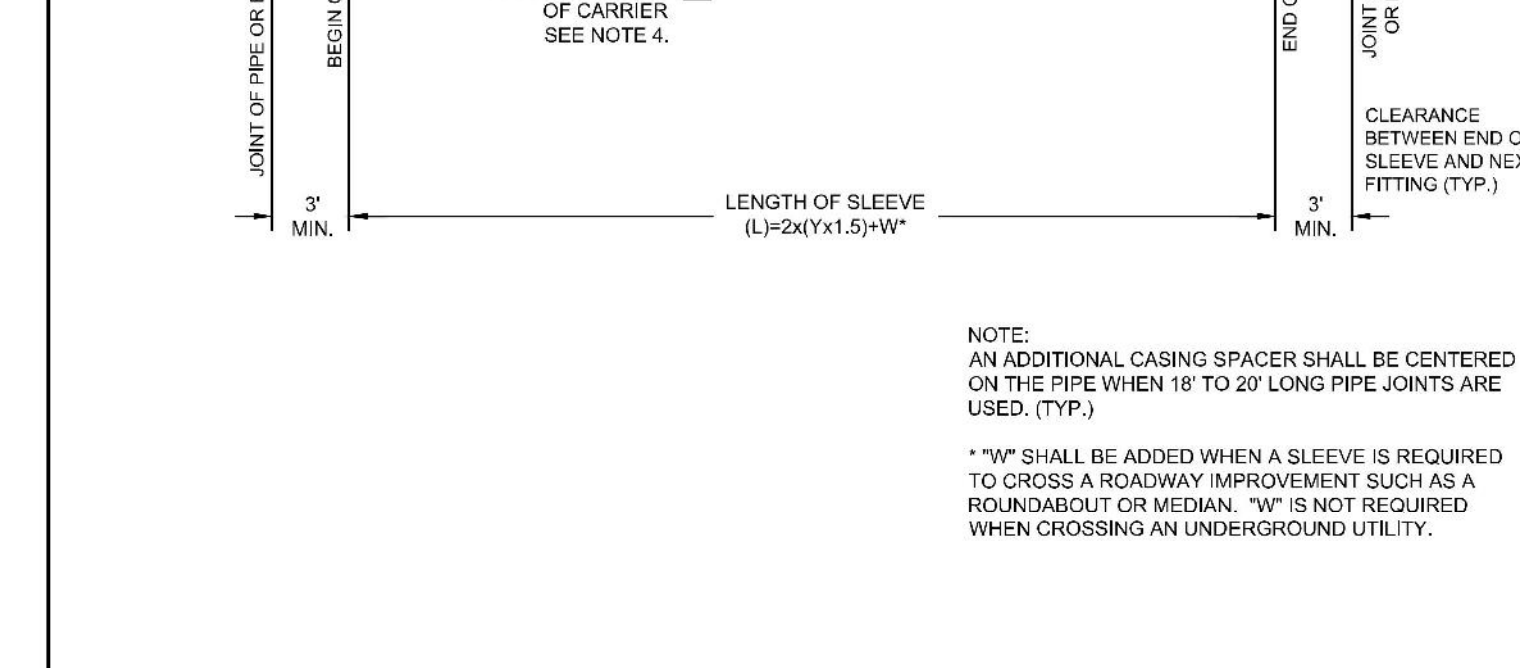 OF CARRIER
SEE NOTE 4.
JOINT OF PIPE OR
BEGIN
END
JOINT
OR
CLEARANCE
BETWEEN END
SLEEVE AND
FITTING (TYP.)
3'
MIN.
LENGTH OF SLEEVE
(L)=2x(Yx1.5)+W*
3'
MIN.
NOTE:
AN ADDITIONAL CASING SPACER SHALL BE CENTERED
ON THE PIPE WHEN 18' TO 20' LONG PIPE JOINTS ARE
USED. (TYP.)
* "W" SHALL BE ADDED WHEN A SLEEVE IS REQUIRED
TO CROSS A ROADWAY IMPROVEMENT SUCH AS A
ROUNDABOUT OR MEDIAN.  "W" IS NOT REQUIRED
WHEN CROSSING AN UNDERGROUND UTILITY.